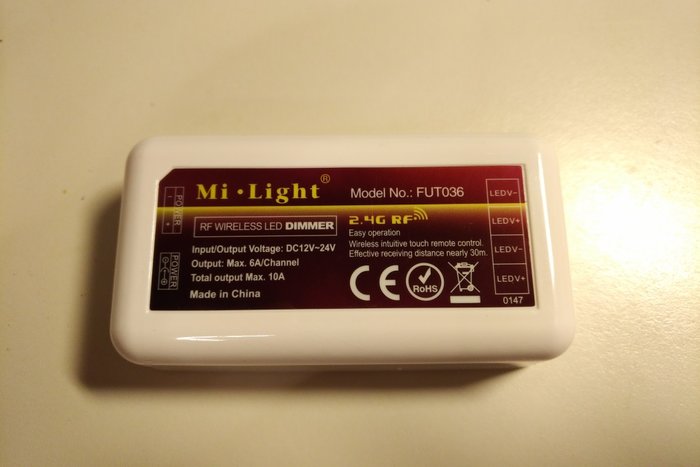 Mi·Light®
Model No.: FUT036
RF WIRELESS LED DIMMER
2.4G RF
Easy operation
Wireless intuitive touch remote control.
Effective receiving distance nearly 30m.
Input/Output Voltage: DC12V~24V
Output: Max. 6A/Channel
Total output Max. 10A
Made in China
CE
RoHS
POWER
- +
POWER
LEDV-
LEDV+
LEDV-
LEDV+
0147